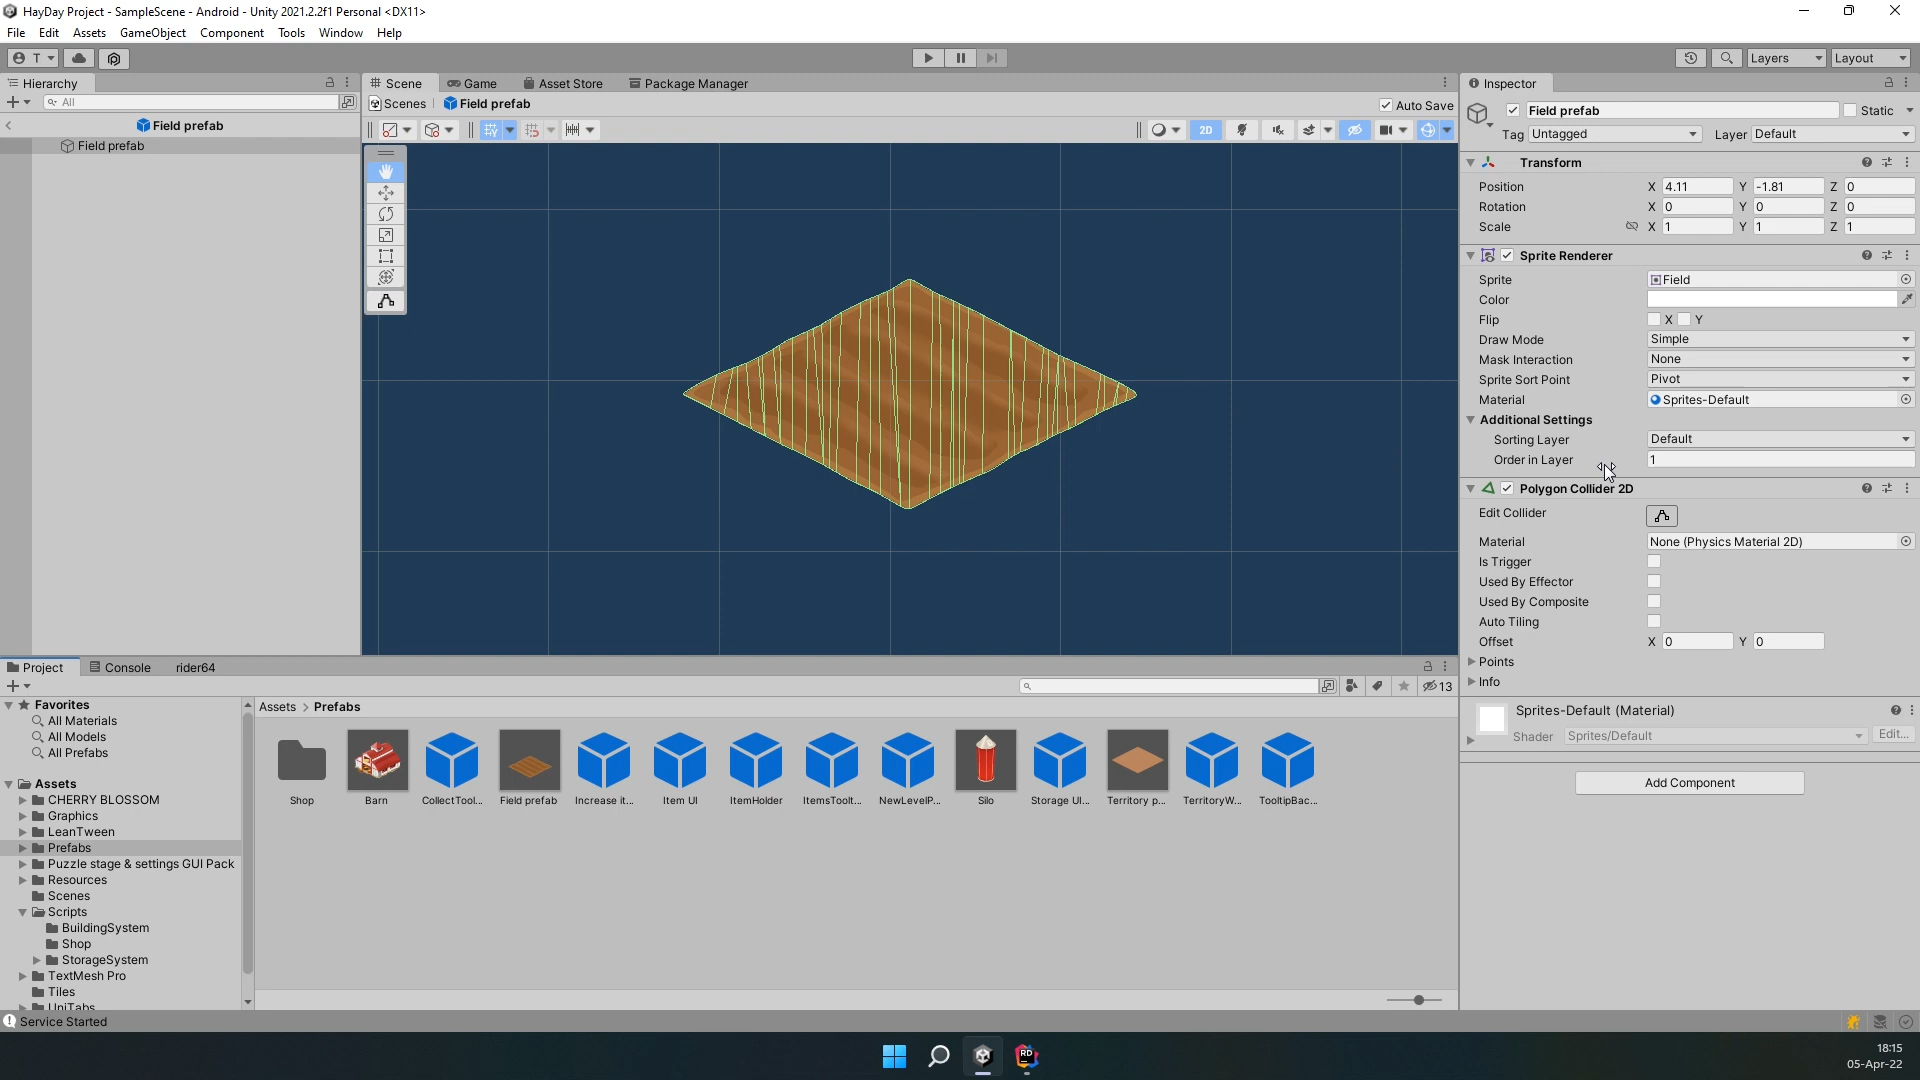 HayDay Project - SampleScene - Android - Unity 2021.2.2f1 Personal <DX11>
File Edit Assets GameObject Component Tools Window Help
T
Layers Layout
Hierarchy
All
Field prefab
Field prefab
Scene Game Asset Store Package Manager
Scenes Field prefab Auto Save
2D
Inspector
Field prefab Static
Tag Untagged Layer Default
Transform
Position X 4.11 Y -1.81 Z 0
Rotation X 0 Y 0 Z 0
Scale X 1 Y 1 Z 1
Sprite Renderer
Sprite Field
Color
Flip X Y
Draw Mode Simple
Mask Interaction None
Sprite Sort Point Pivot
Material Sprites-Default
Additional Settings
Sorting Layer Default
Order in Layer 1
Polygon Collider 2D
Edit Collider
Material None (Physics Material 2D)
Is Trigger
Used By Effector
Used By Composite
Auto Tiling
Offset X 0 Y 0
Points
Info
Sprites-Default (Material)
Shader Sprites/Default Edit...
Add Component
Project Console rider64
13
Favorites
All Materials
All Models
All Prefabs
Assets
CHERRY BLOSSOM
Graphics
LeanTween
Prefabs
Puzzle stage & settings GUI Pack
Resources
Scenes
Scripts
BuildingSystem
Shop
StorageSystem
TextMesh Pro
Tiles
UniTabs
Assets > Prefabs
Shop Barn CollectTool... Field prefab Increase it... Item UI ItemHolder ItemsToolt... NewLevelP... Silo Storage UI... Territory p... TerritoryW... TooltipBac...
Service Started
RD
18:15
05-Apr-22